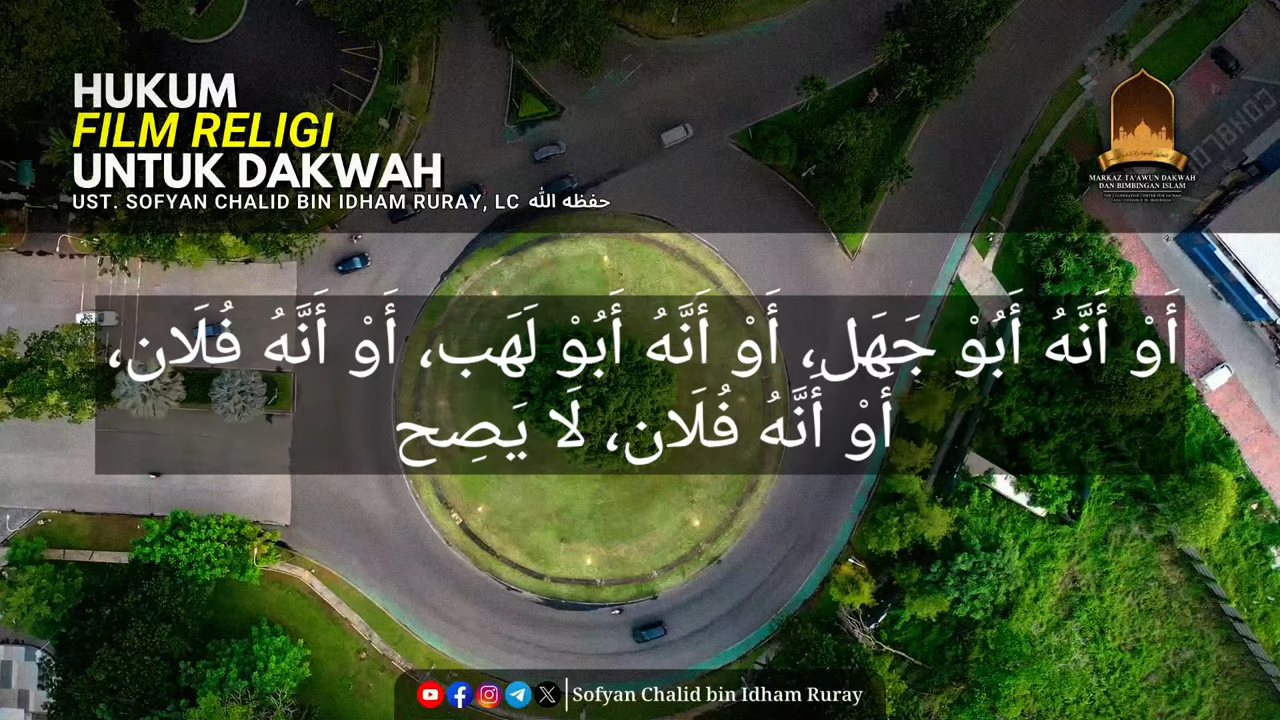 HUKUM
FILM RELIGI
UNTUK DAKWAH
UST. SOFYAN CHALID BIN IDHAM RURAY, LC حفظه الله
MARKAZ TA'AWUN DAKWAH
DAN BIMBINGAN ISLAM
أَوْ أَنَّهُ أَبُوْ جَهَلِ، أَوْ أَنَّهُ أَبُوْ لَهَب، أَوْ أَنَّهُ فُلَان،
أَوْ أَنَّهُ فُلَان، لَا يَصِح
Sofyan Chalid bin Idham Ruray